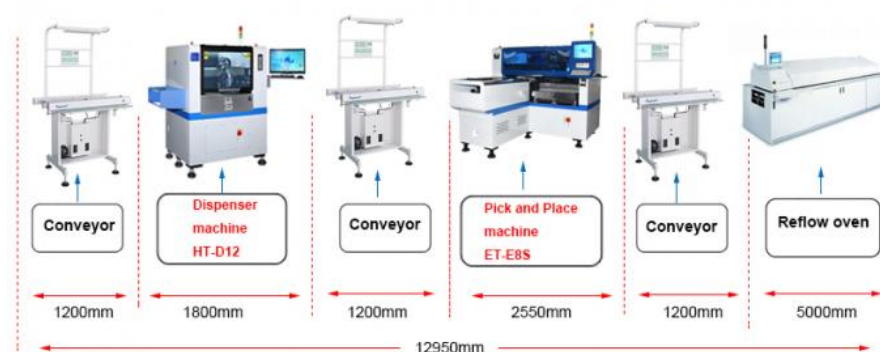 Conveyor
Dispenser
machine
HT-D12
Conveyor
Pick and Place
machine
ET-E8S
Conveyor
Reflow oven
1200mm
1800mm
1200mm
2550mm
1200mm
5000mm
12950mm